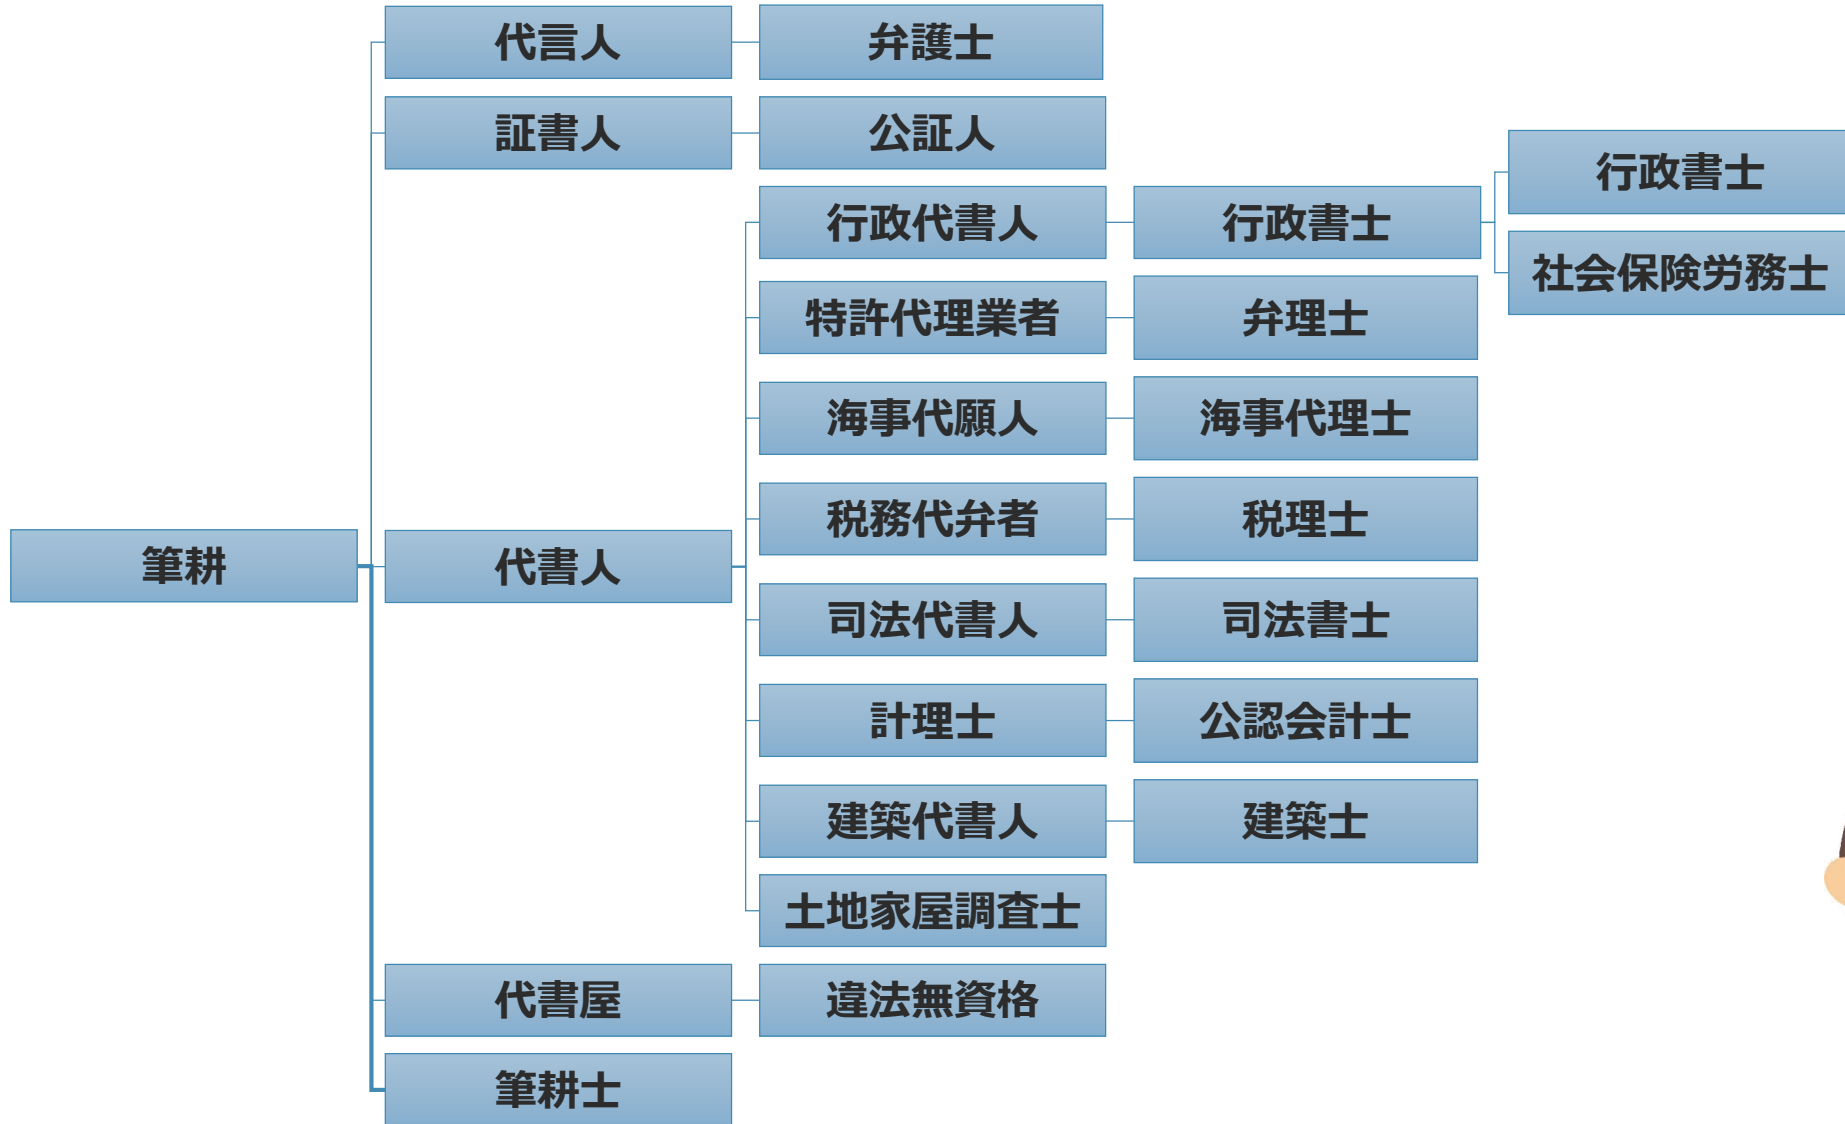 代言人
弁護士
証書人
公証人
行政書士
行政代書人
行政書士
社会保険労務士
特許代理業者
弁理士
海事代願人
海事代理士
税務代弁者
税理士
筆耕
代書人
司法代書人
司法書士
計理士
公認会計士
建築代書人
建築士
土地家屋調査士
代書屋
違法無資格
筆耕士